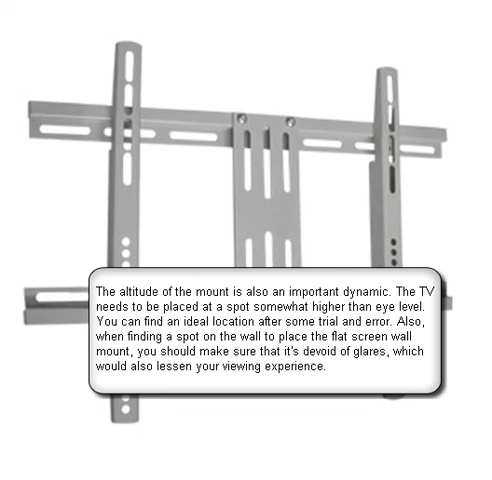 The altitude of the mount is also an important dynamic. The TV
needs to be placed at a spot somewhat higher than eye level.
You can find an ideal location after some trial and error. Also,
when finding a spot on the wall to place the flat screen wall
mount, you should make sure that it's devoid of glares, which
would also lessen your viewing experience.